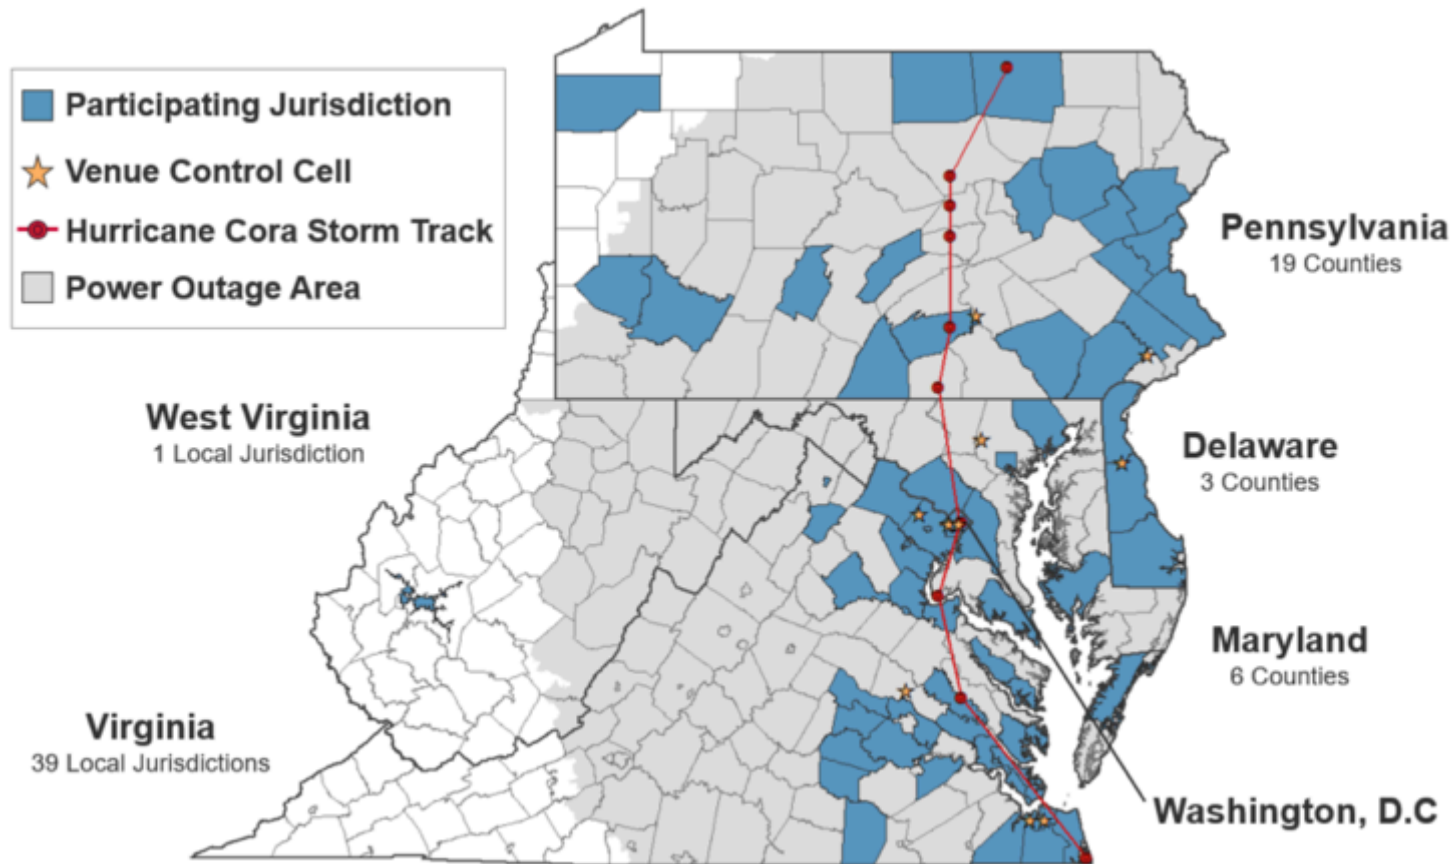 Participating Jurisdiction
Venue Control Cell
Hurricane Cora Storm Track
Power Outage Area
Pennsylvania
19 Counties
West Virginia
1 Local Jurisdiction
Delaware
3 Counties
Maryland
6 Counties
Virginia
39 Local Jurisdictions
Washington, D.C